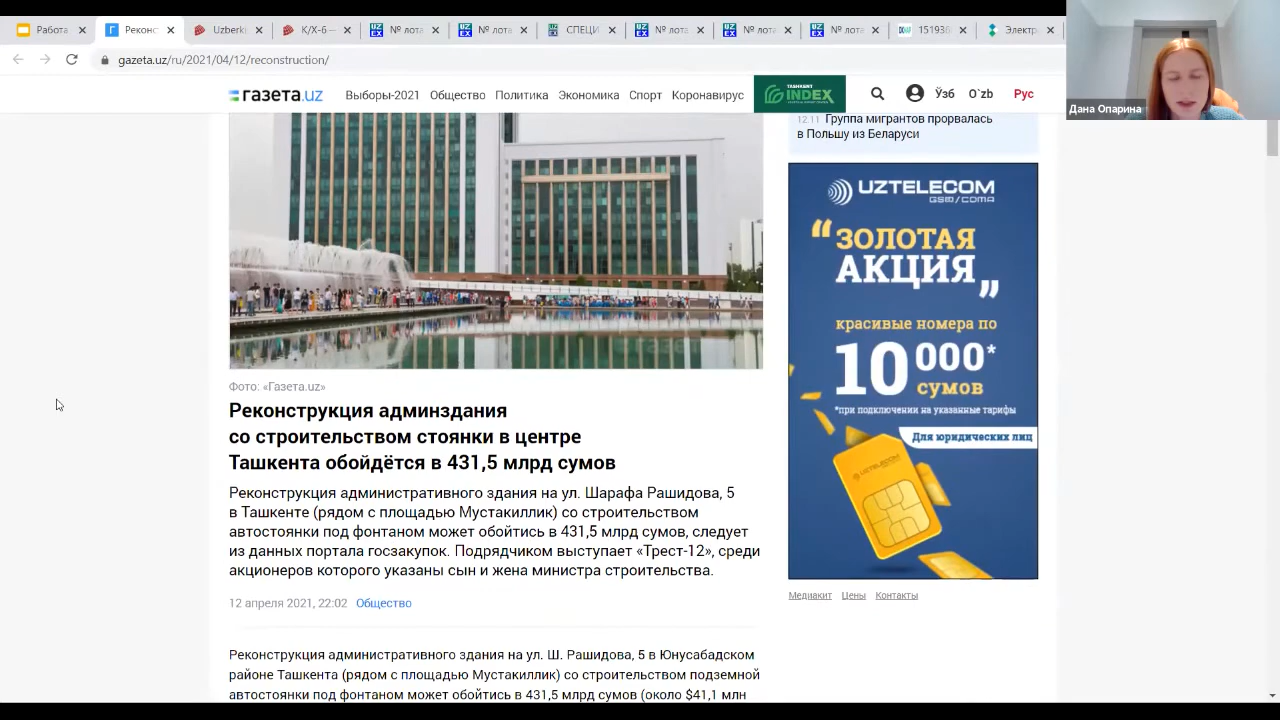 Работа
Реконс
Uzberki
К/Х-6 —
№ лота
№ лота
СПЕЦИ
№ лота
№ лота
№ лота
151936
Электр
gazeta.uz/ru/2021/04/12/reconstruction/
Дана Опарина
газета.uz
Выборы-2021 Общество Политика Экономика Спорт Коронавирус
TASHKENT
INDEX
Ўзб O`zb Рус
12.11 Группа мигрантов прорвалась
в Польшу из Беларуси
UZTELECOM
GSM/CDMA
“ЗОЛОТАЯ
АКЦИЯ„
красивые номера по
10 000*
сумов
*при подключении на указанные тарифы
Для юридических лиц
UZTELECOM
Медиакит Цены Контакты
Фото: «Газета.uz»
Реконструкция админздания
со строительством стоянки в центре
Ташкента обойдётся в 431,5 млрд сумов
Реконструкция административного здания на ул. Шарафа Рашидова, 5
в Ташкенте (рядом с площадью Мустакиллик) со строительством
автостоянки под фонтаном может обойтись в 431,5 млрд сумов, следует
из данных портала госзакупок. Подрядчиком выступает «Трест-12», среди
акционеров которого указаны сын и жена министра строительства.
12 апреля 2021, 22:02 Общество
Реконструкция административного здания на ул. Ш. Рашидова, 5 в Юнусабадском
районе Ташкента (рядом с площадью Мустакиллик) со строительством подземной
автостоянки под фонтаном может обойтись в 431,5 млрд сумов (около $41,1 млн